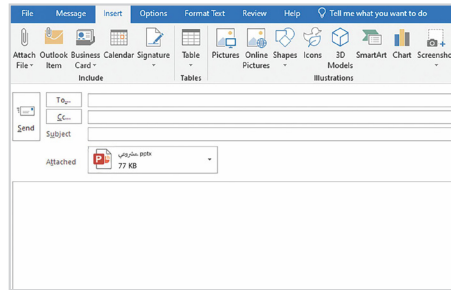 File Message Insert Options Format Text Review Help Tell me what you want to do
Attach File Outlook Item Business Card Calendar Signature Table Pictures Online Pictures Shapes Icons 3D Models SmartArt Chart Screensho
Include Tables Illustrations
To...
Cc...
Send
Subject
Attached
مشروعي.pptx
77 KB